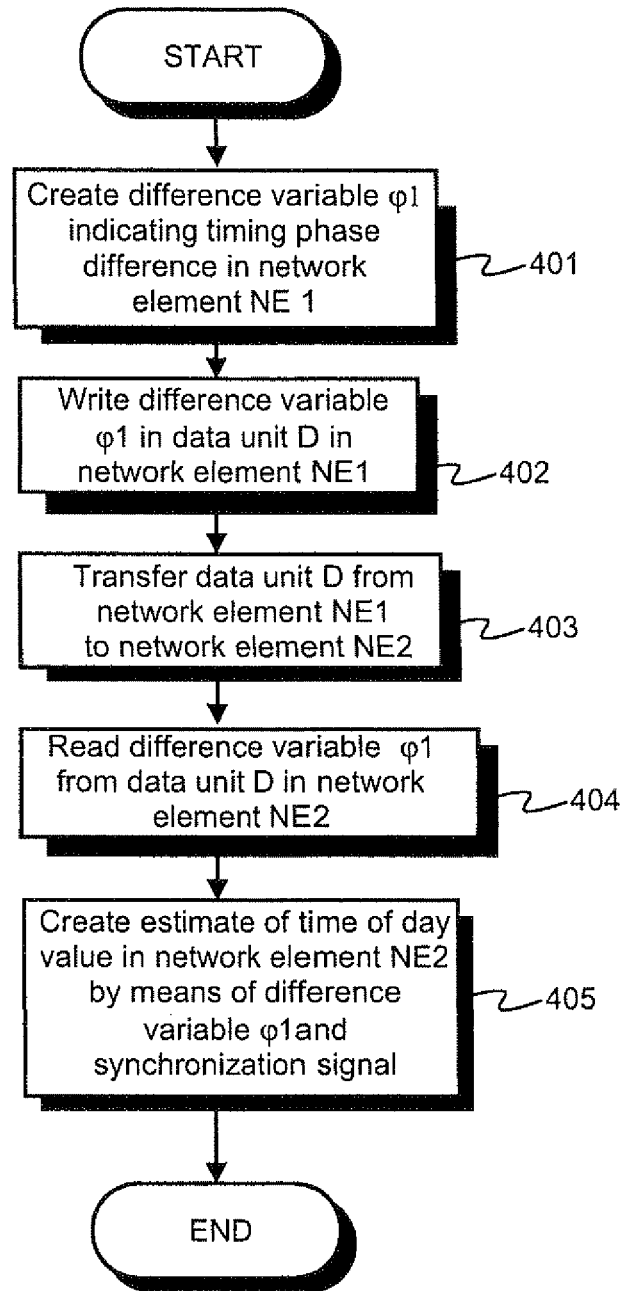 START
Create difference variable φ1
indicating timing phase
difference in network
element NE 1
401
Write difference variable
φ1 in data unit D in
network element NE1
402
Transfer data unit D from
network element NE1
to network element NE2
403
Read difference variable φ1
from data unit D in network
element NE2
404
Create estimate of time of day
value in network element NE2
by means of difference
variable φ1and
synchronization signal
405
END